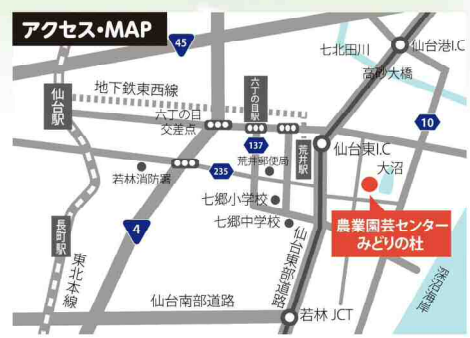 アクセス・MAP
45
七北田川
仙台港I.C
高砂大橋
地下鉄東西線
仙台駅
六丁の目
交差点
六丁の目駅
10
137
荒井駅
仙台東I.C
荒井郵便局
大沼
若林消防署
235
七郷小学校
七郷中学校
農業園芸センター
みどりの杜
4
長町駅
東北本線
仙台東部道路
深沼海岸
仙台南部道路
若林 JCT